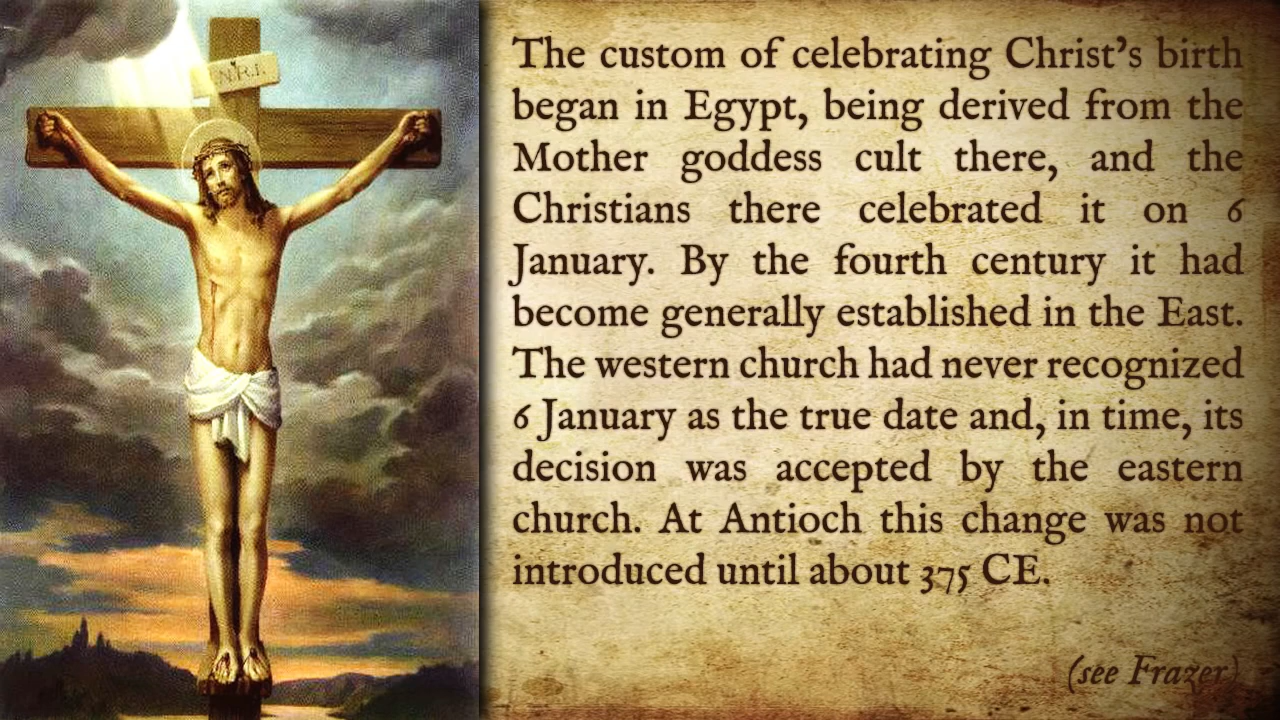 I.N.R.I.
The custom of celebrating Christ's birth
began in Egypt, being derived from the
Mother goddess cult there, and the
Christians there celebrated it on 6
January. By the fourth century it had
become generally established in the East.
The western church had never recognized
6 January as the true date and, in time, its
decision was accepted by the eastern
church. At Antioch this change was not
introduced until about 375 CE.
(see Frazer)